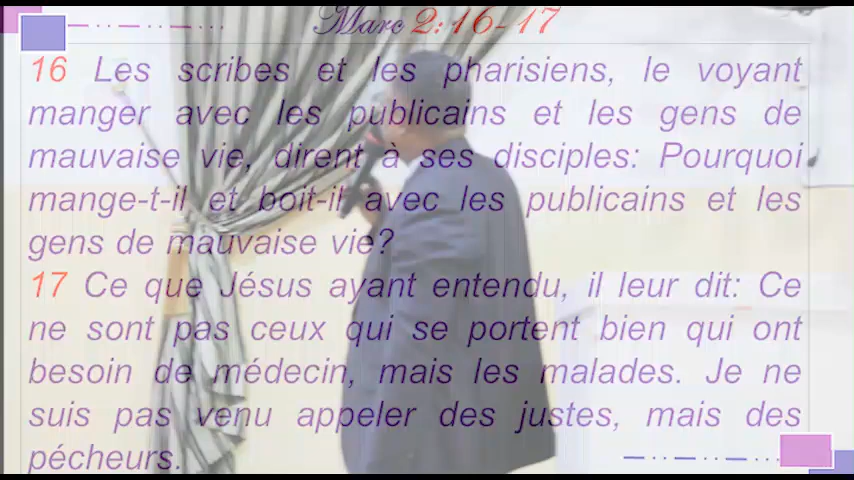 Marc 2:16-17
16 Les scribes et les pharisiens, le voyant
manger avec les publicains et les gens de
mauvaise vie, dirent à ses disciples: Pourquoi
mange-t-il et boit-il avec les publicains et les
gens de mauvaise vie?
17 Ce que Jésus ayant entendu, il leur dit: Ce
ne sont pas ceux qui se portent bien qui ont
besoin de médecin, mais les malades. Je ne
suis pas venu appeler des justes, mais des
pécheurs.